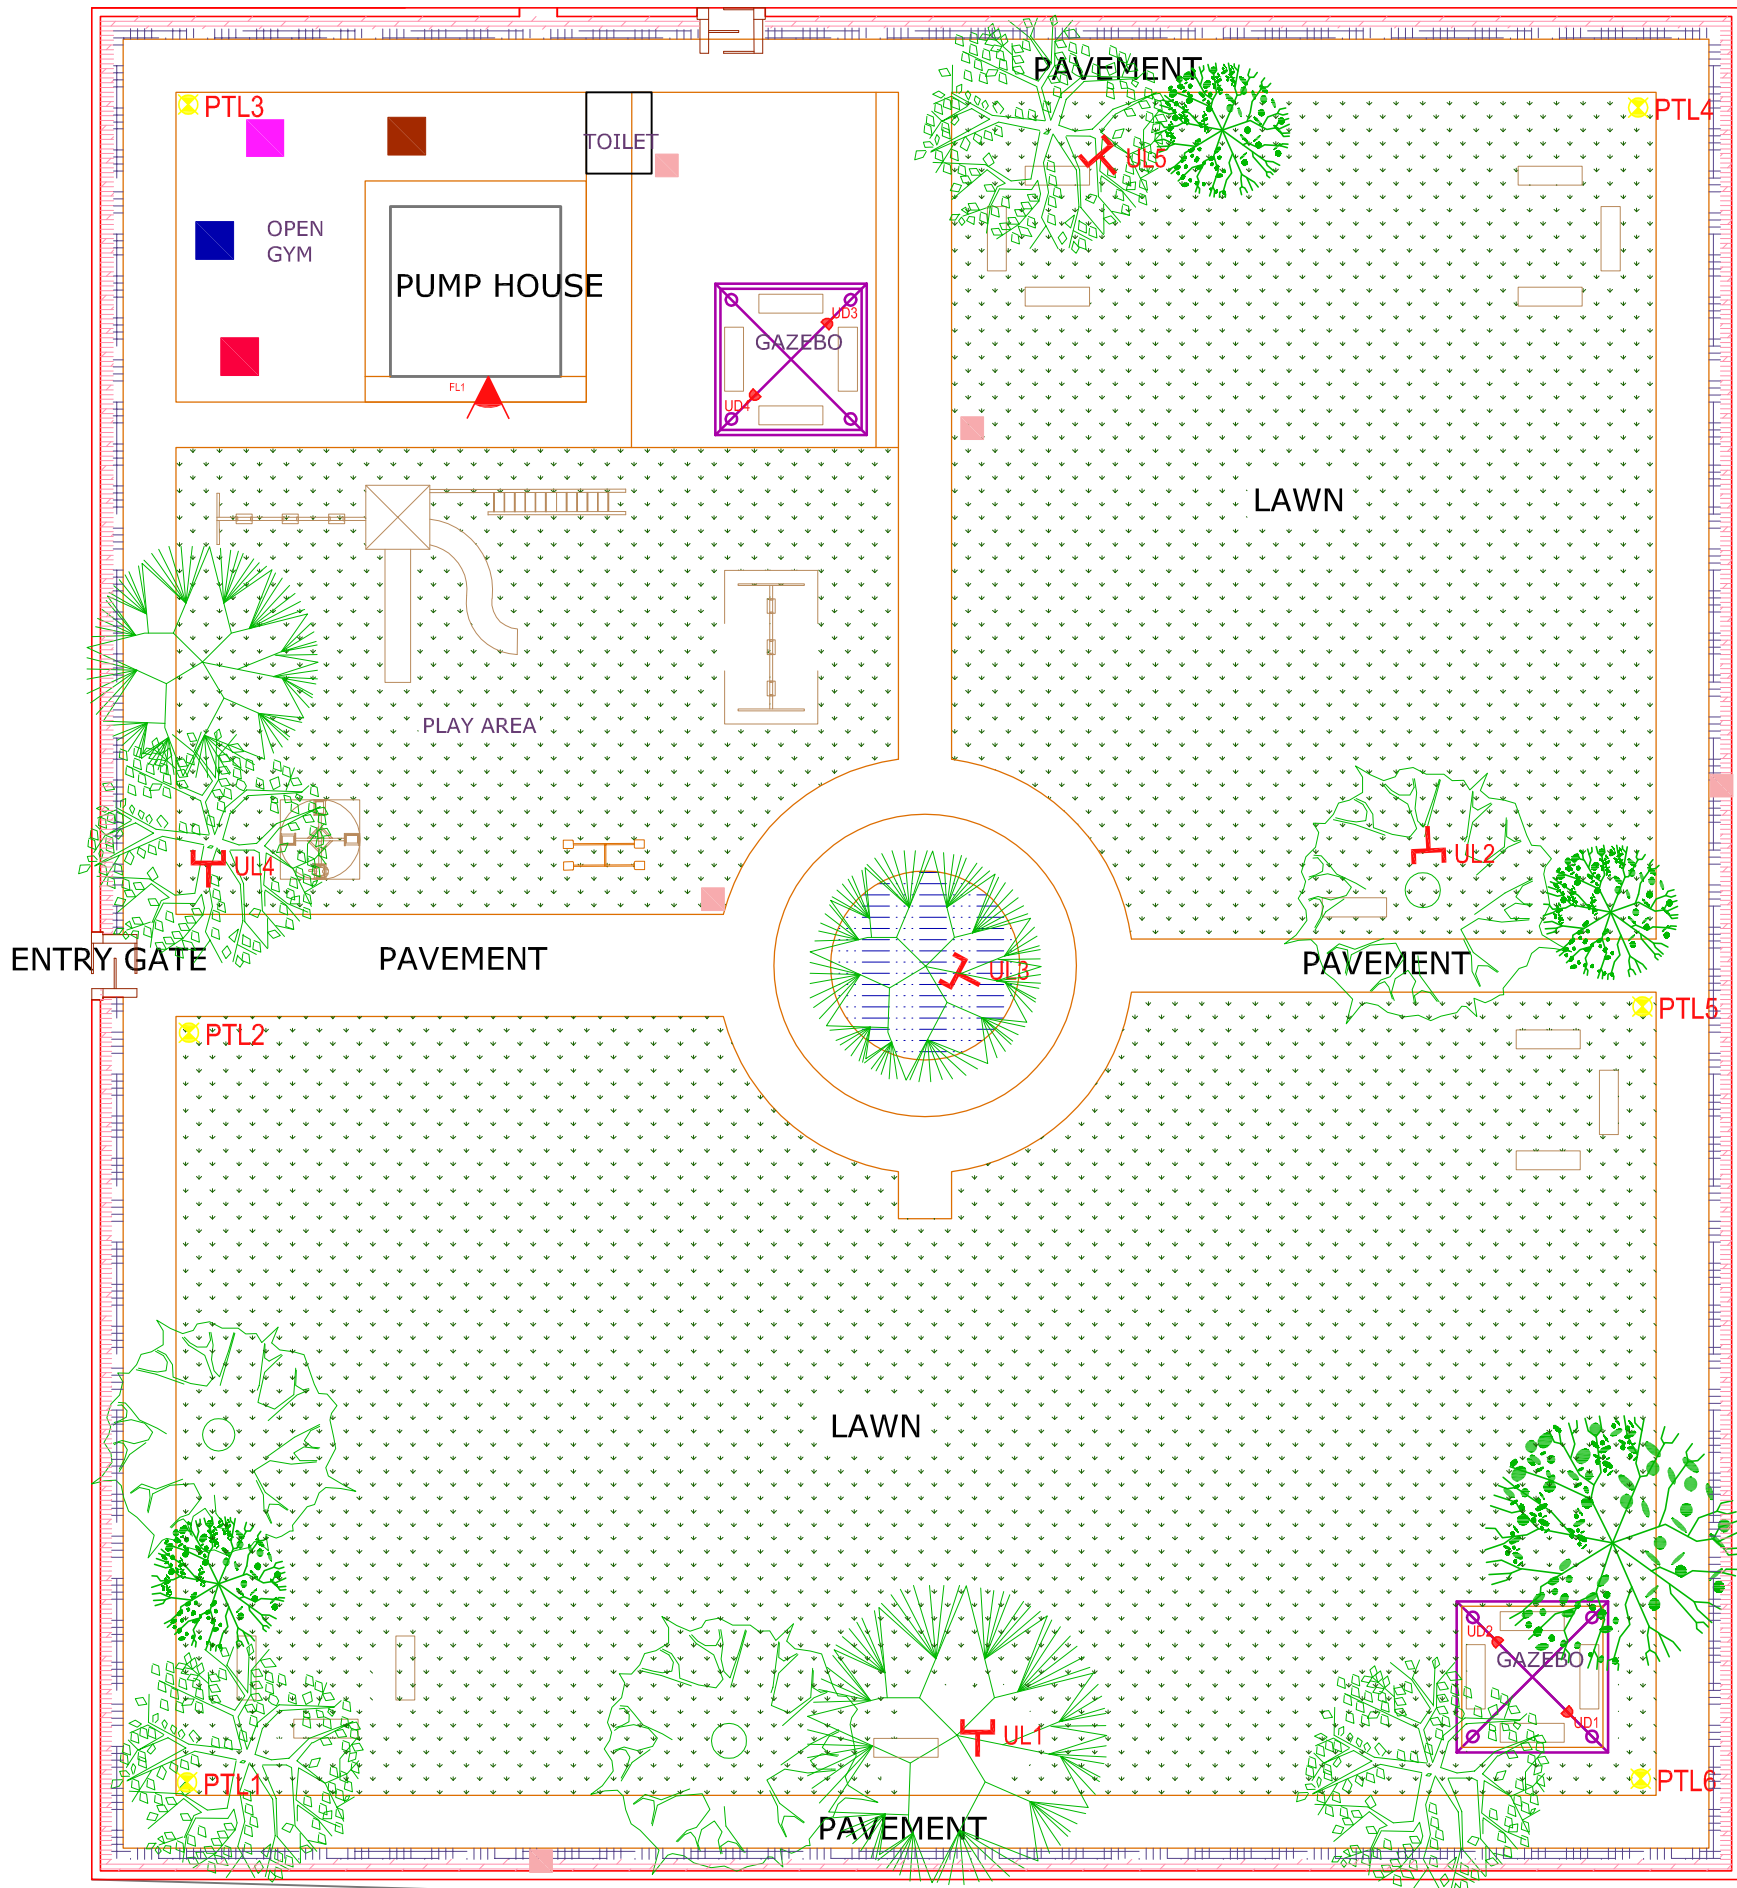 PAVEMENT
PTL3
PTL4
TOILET
UL5
OPEN
GYM
PUMP HOUSE
UD3
GAZEBO
FL1
UD4
LAWN
PLAY AREA
UL2
UL4
ENTRY GATE
PAVEMENT
PAVEMENT
UL3
PTL5
PTL2
LAWN
UD2
GAZEBO
UD1
UL1
PTL1
PTL6
PAVEMENT